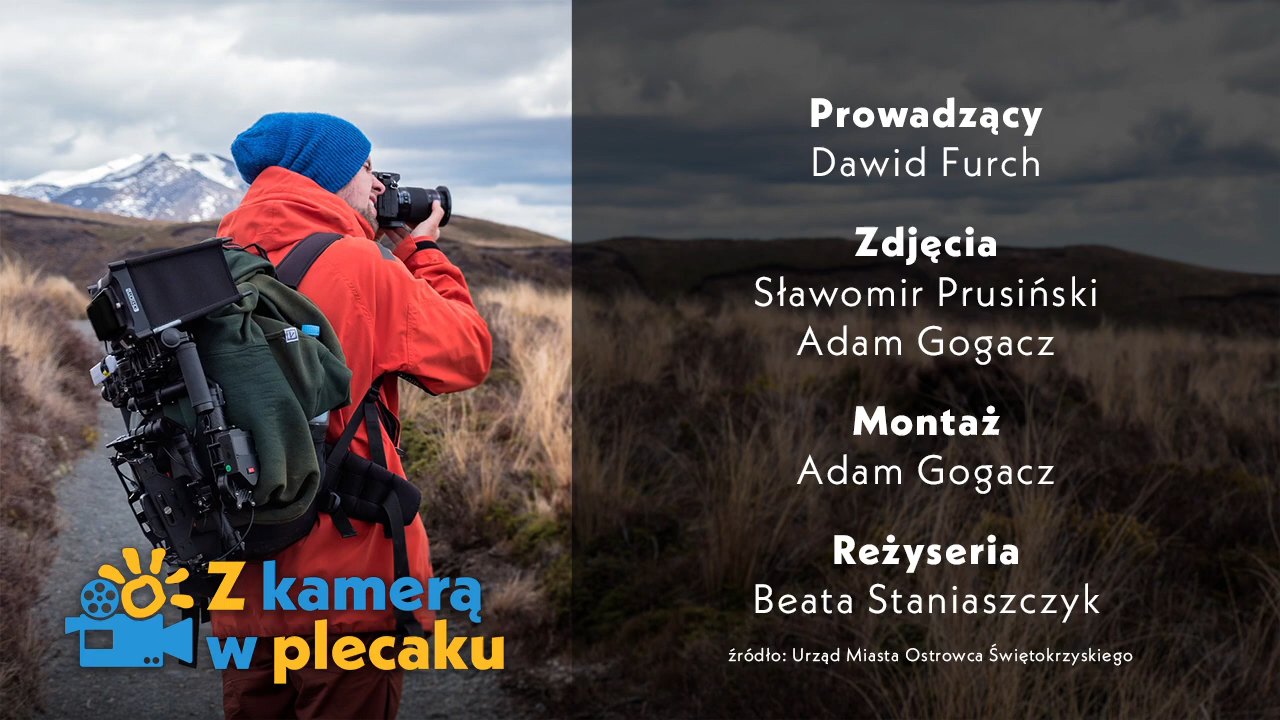 Z kamerą
w plecaku
Prowadzący
Dawid Furch
Zdjęcia
Sławomir Prusiński
Adam Gogacz
Montaż
Adam Gogacz
Reżyseria
Beata Staniaszczyk
źródło: Urząd Miasta Ostrowca Świętokrzyskiego